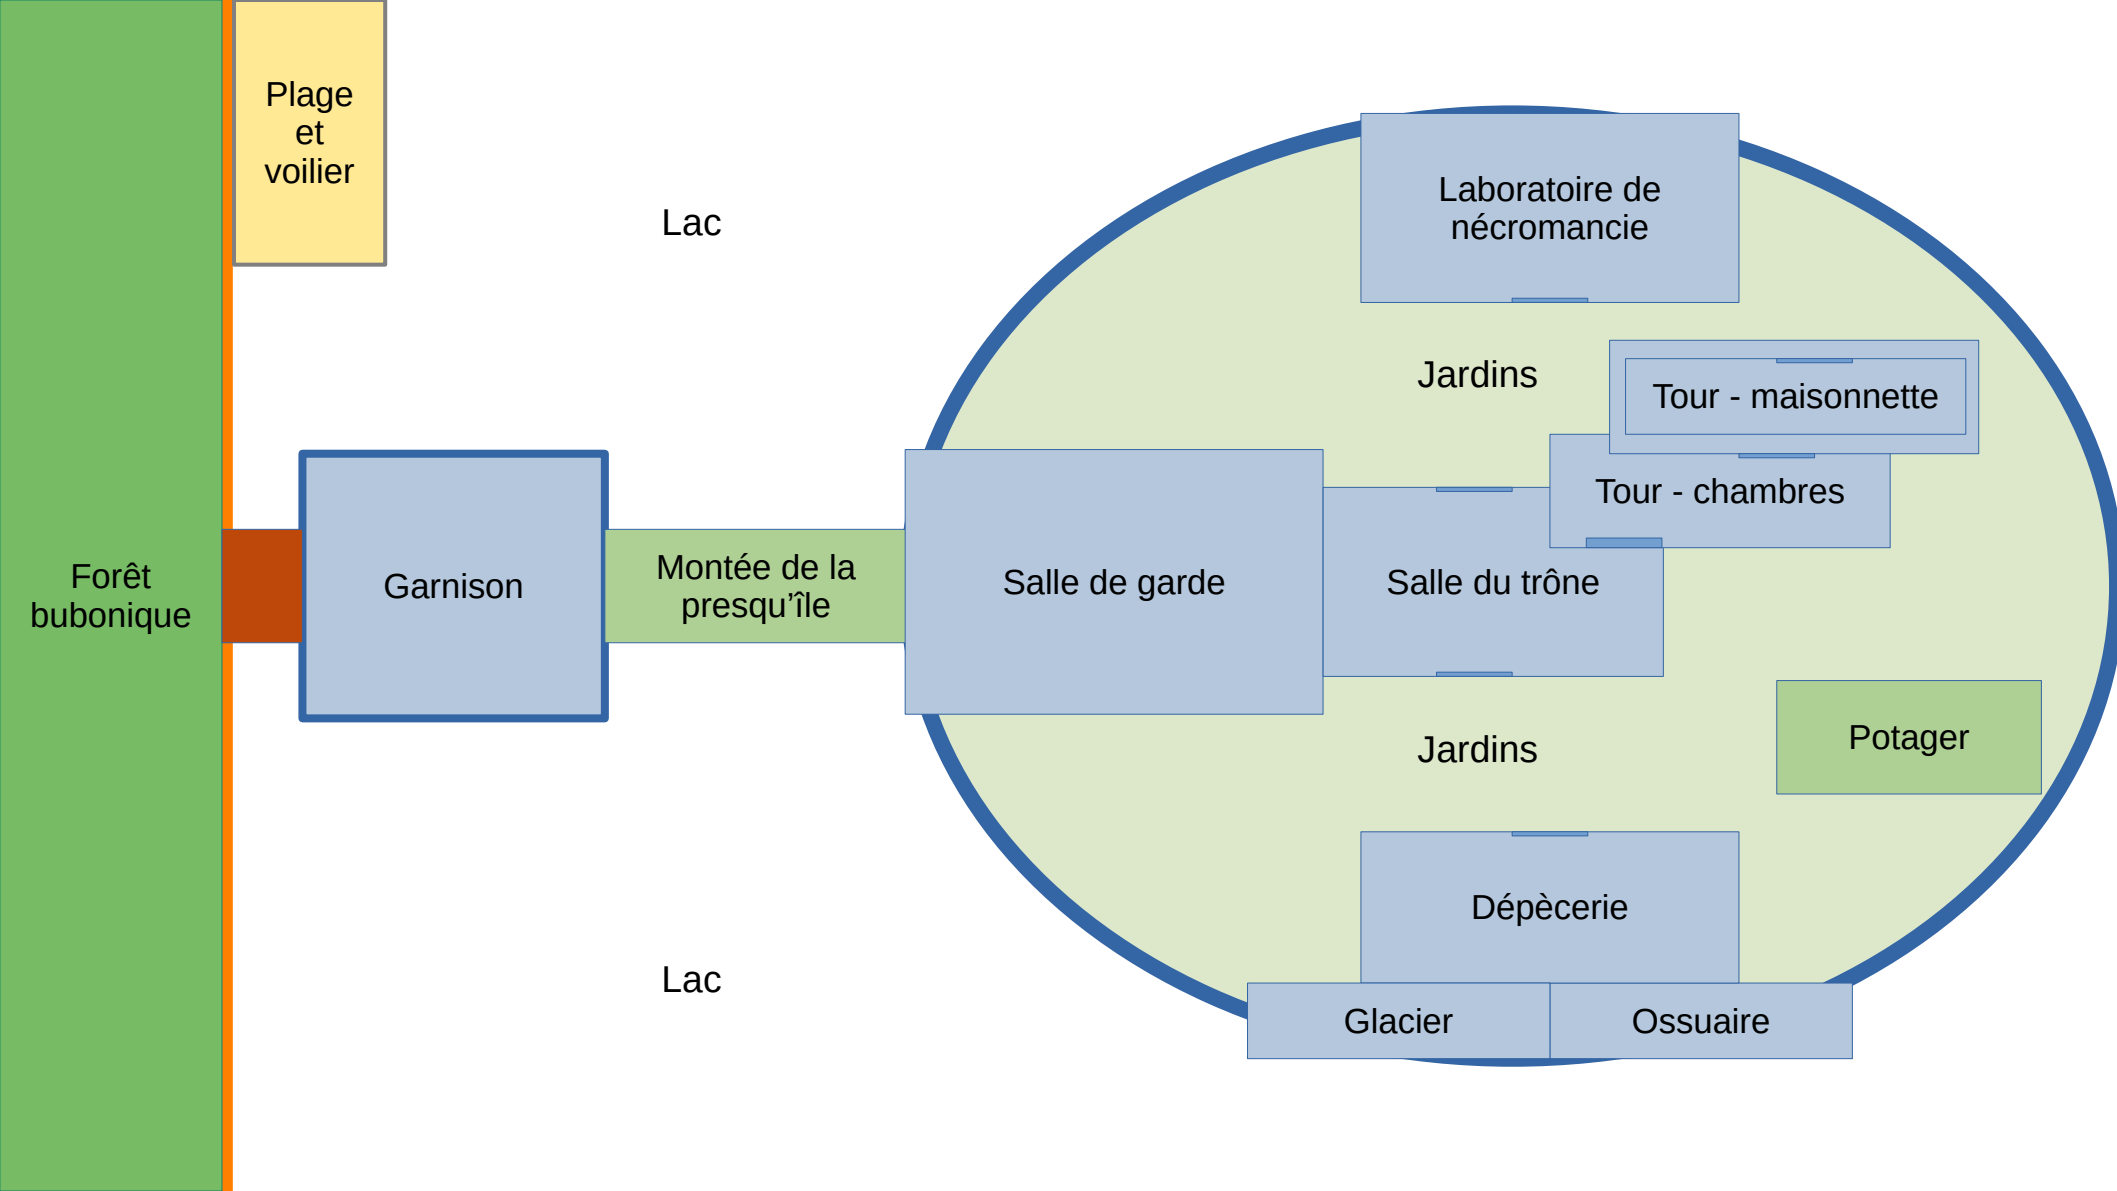 Plage
et
voilier
Lac
Laboratoire de
nécromancie
Jardins
Tour - maisonnette
Tour - chambres
Forêt
bubonique
Garnison
Montée de la
presqu’île
Salle de garde
Salle du trône
Jardins
Potager
Dépècerie
Lac
Glacier
Ossuaire